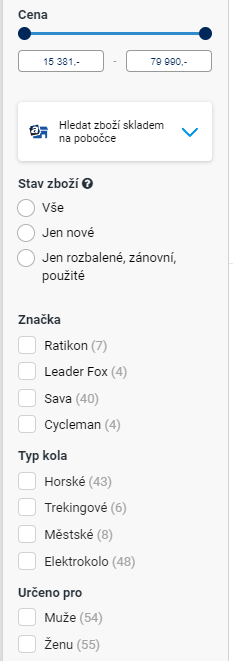 Cena
15 381,- - 79 990,-
Hledat zboží skladem
na pobočce
Stav zboží ?
Vše
Jen nové
Jen rozbalené, zánovní,
použité
Značka
Ratikon (7)
Leader Fox (4)
Sava (40)
Cycleman (4)
Typ kola
Horské (43)
Trekingové (6)
Městské (8)
Elektrokolo (48)
Určeno pro
Muže (54)
Ženu (55)